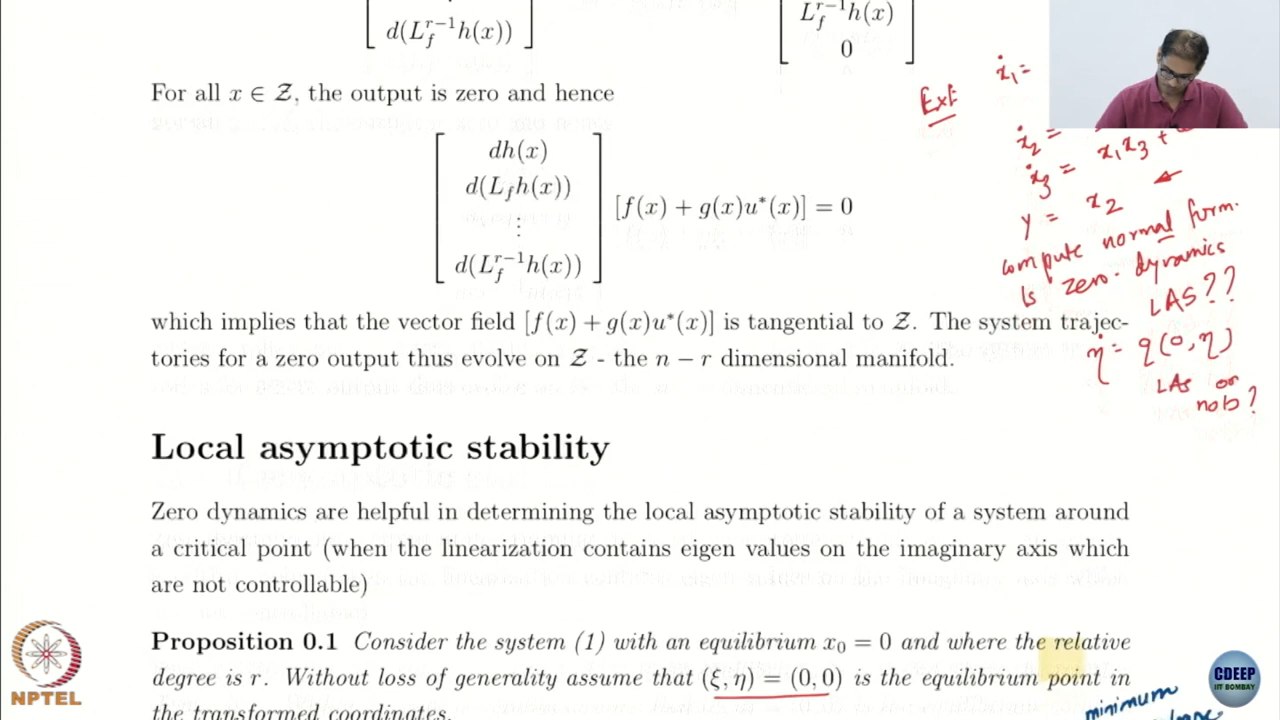 d(L_f^{r-1}h(x))
L_f^{r-1}h(x)
0
For all x ∈ Z, the output is zero and hence
dh(x)
d(L_f h(x))
⋮
d(L_f^{r-1}h(x))
[f(x) + g(x)u*(x)] = 0
which implies that the vector field [f(x) + g(x)u*(x)] is tangential to Z. The system trajec-
tories for a zero output thus evolve on Z - the n − r dimensional manifold.
Local asymptotic stability
Zero dynamics are helpful in determining the local asymptotic stability of a system around
a critical point (when the linearization contains eigen values on the imaginary axis which
are not controllable)
Proposition 0.1 Consider the system (1) with an equilibrium x₀ = 0 and where the relative
degree is r. Without loss of generality assume that (ξ, η) = (0, 0) is the equilibrium point in
the transformed coordinates.
ẋ₁ =
ẋ₂ =
ẋ₃ = x₁x₃ +
y = x₂
compute normal form.
Is zero-dynamics
LAS??
η̇ = q(0, η)
LAS or
not?
minimum
NPTEL
CDEEP
IIT BOMBAY